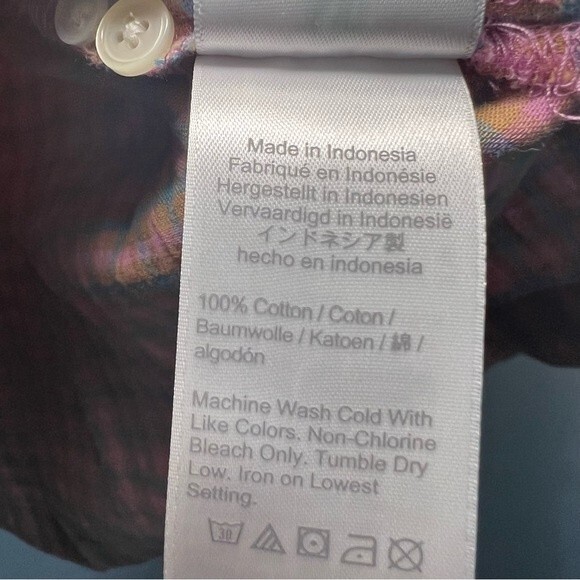 Made in Indonesia
Fabriqué en Indonésie
Hergestellt in Indonesien
Vervaardigd in Indonesië
インドネシア製
hecho en indonesia
100% Cotton / Coton /
Baumwolle / Katoen / 綿 /
algodón
Machine Wash Cold With
Like Colors. Non-Chlorine
Bleach Only. Tumble Dry
Low. Iron on Lowest
Setting.
30